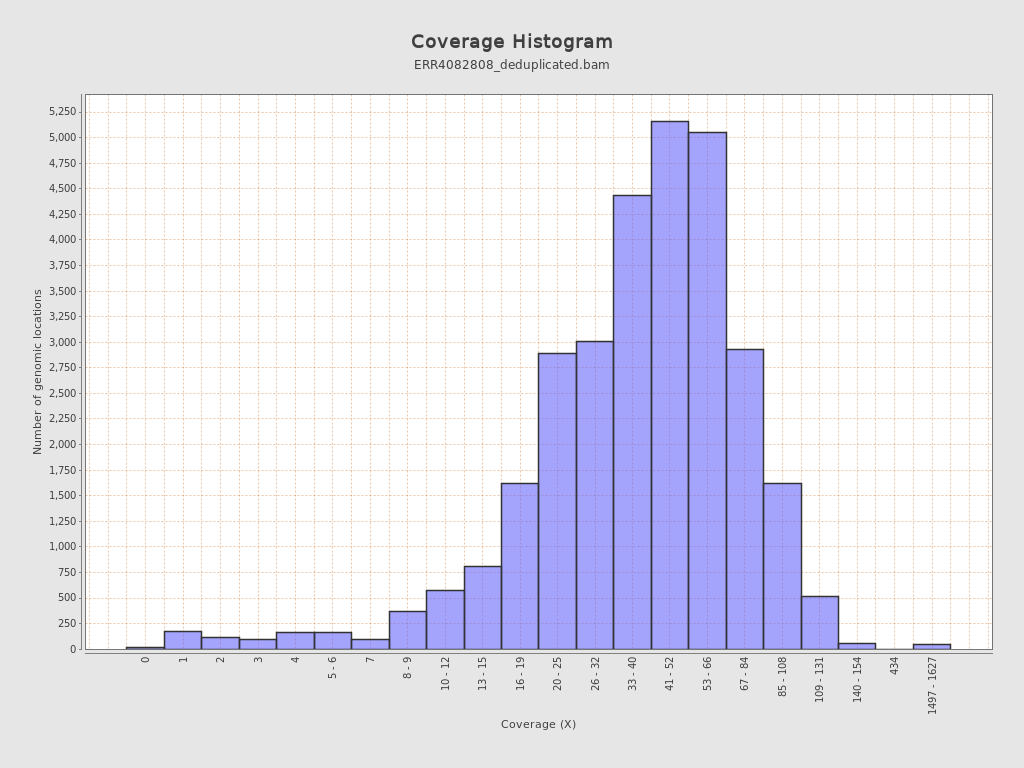 Coverage Histogram
ERR4082808_deduplicated.bam
Number of genomic locations
5,250
5,000
4,750
4,500
4,250
4,000
3,750
3,500
3,250
3,000
2,750
2,500
2,250
2,000
1,750
1,500
1,250
1,000
750
500
250
0
0
1
2
3
4
5 - 6
7
8 - 9
10 - 12
13 - 15
16 - 19
20 - 25
26 - 32
33 - 40
41 - 52
53 - 66
67 - 84
85 - 108
109 - 131
140 - 154
434
1497 - 1627
Coverage (X)